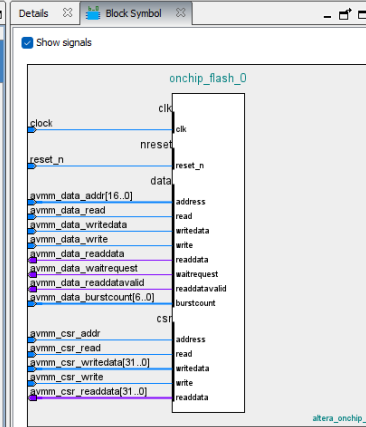 Details
Block Symbol
Show signals
onchip_flash_0
clk
clock
clk
nreset
reset_n
reset_n
data
avmm_data_addr[16..0]
address
avmm_data_read
read
avmm_data_writedata
writedata
avmm_data_write
write
avmm_data_readdata
readdata
avmm_data_waitrequest
waitrequest
avmm_data_readdatavalid
readdatavalid
avmm_data_burstcount[6..0]
burstcount
csr
avmm_csr_addr
address
avmm_csr_read
read
avmm_csr_writedata[31..0]
writedata
avmm_csr_write
write
avmm_csr_readdata[31..0]
readdata
altera_onchip_